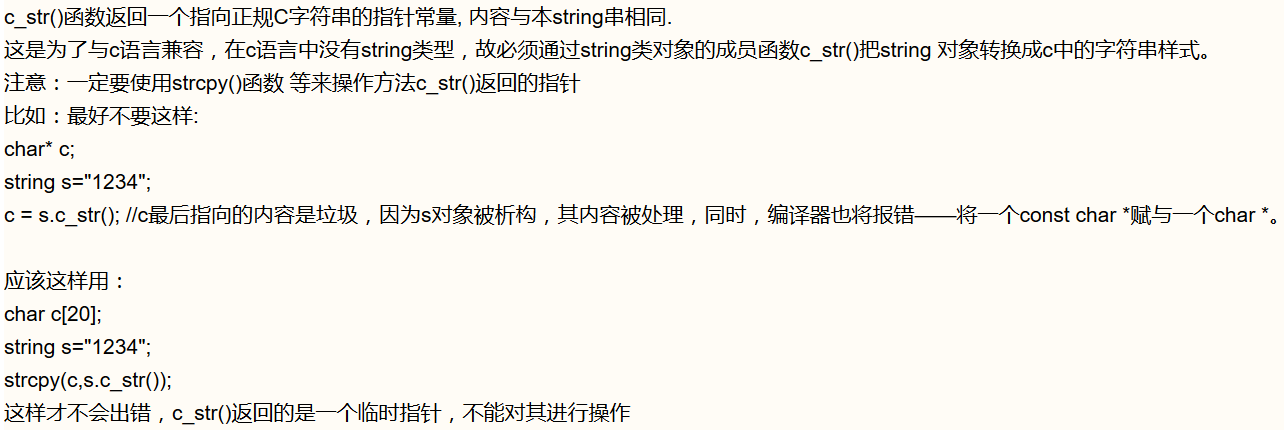 c_str()函数返回一个指向正规C字符串的指针常量, 内容与本string串相同.
这是为了与c语言兼容，在c语言中没有string类型，故必须通过string类对象的成员函数c_str()把string 对象转换成c中的字符串样式。
注意：一定要使用strcpy()函数 等来操作方法c_str()返回的指针
比如：最好不要这样:
char* c;
string s="1234";
c = s.c_str(); //c最后指向的内容是垃圾，因为s对象被析构，其内容被处理，同时，编译器也将报错——将一个const char *赋与一个char *。
应该这样用：
char c[20];
string s="1234";
strcpy(c,s.c_str());
这样才不会出错，c_str()返回的是一个临时指针，不能对其进行操作